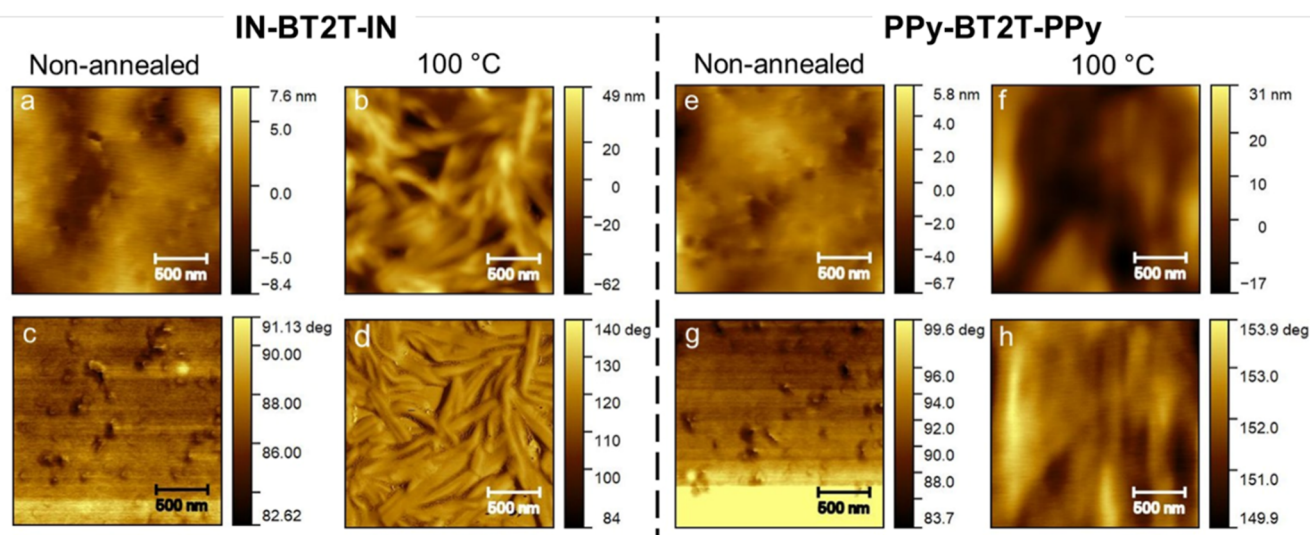 IN-BT2T-IN
PPy-BT2T-PPy
Non-annealed
100 °C
Non-annealed
100 °C
a
7.6 nm
5.0
0.0
−5.0
−8.4
500 nm
b
49 nm
20
0
−20
−62
500 nm
e
5.8 nm
4.0
2.0
0.0
−2.0
−4.0
−6.7
500 nm
f
31 nm
20
10
0
−17
500 nm
c
91.13 deg
90.00
88.00
86.00
82.62
500 nm
d
140 deg
130
120
110
100
84
500 nm
g
99.6 deg
96.0
94.0
92.0
90.0
88.0
83.7
500 nm
h
153.9 deg
153.0
152.0
151.0
149.9
500 nm